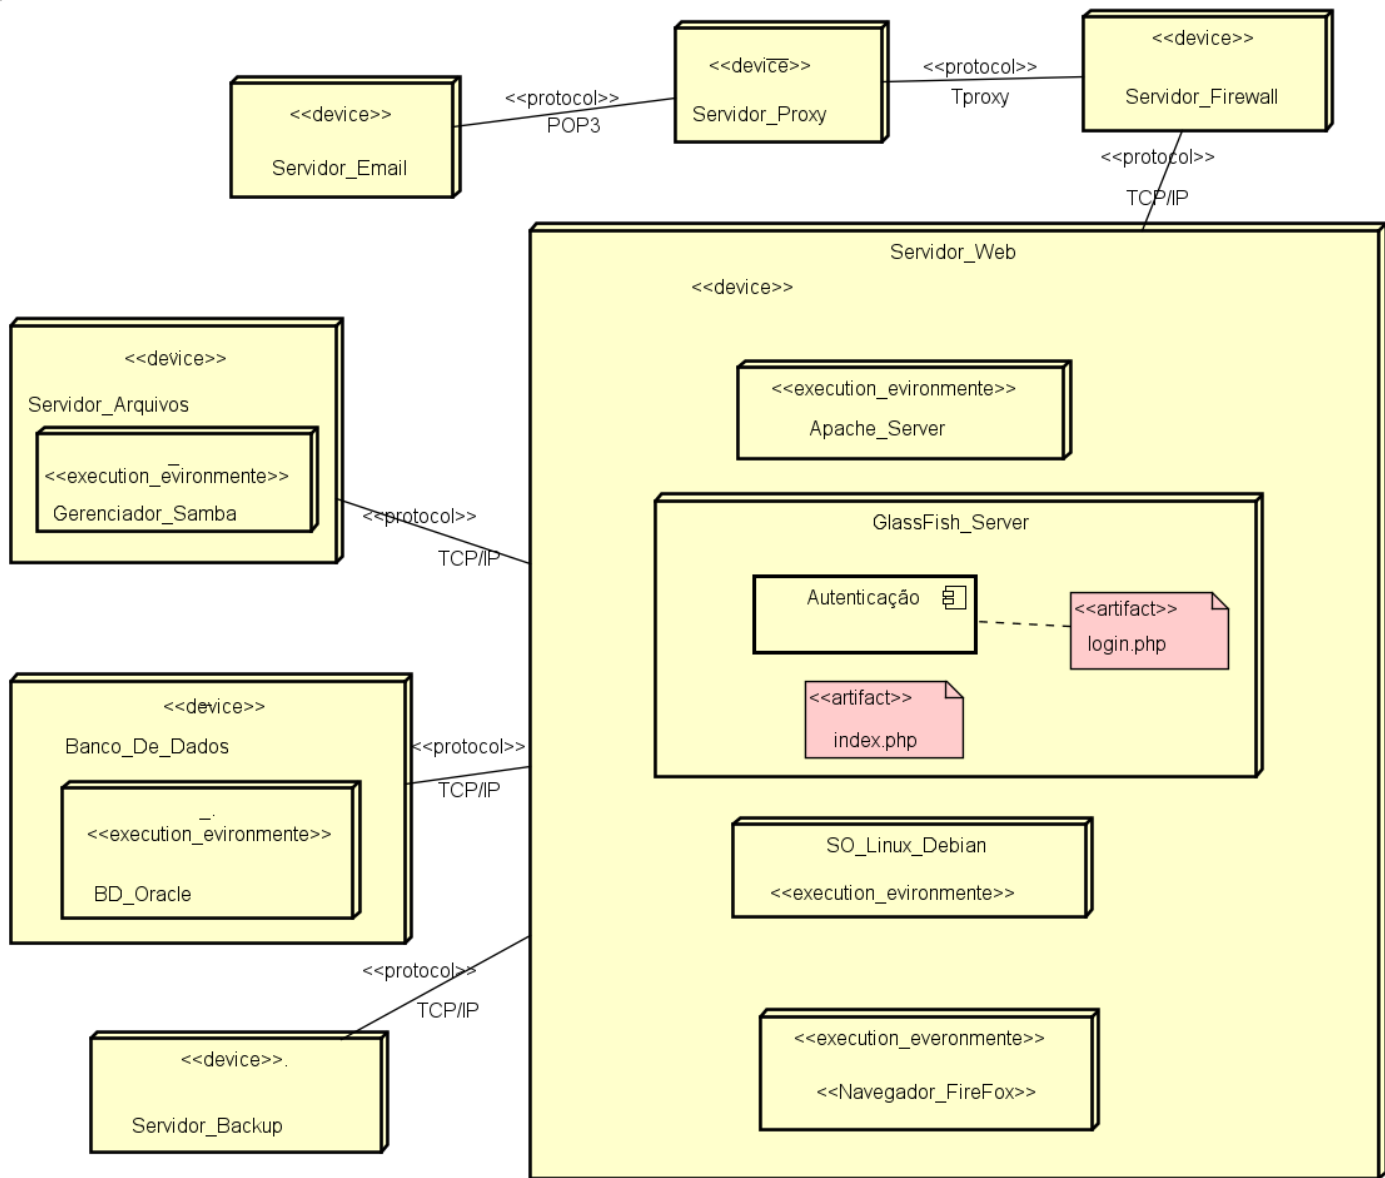 <<device>>
Servidor_Email
<<protocol>>
POP3
<<device>>
Servidor_Proxy
<<protocol>>
Tproxy
<<device>>
Servidor_Firewall
<<protocol>>
TCP/IP
Servidor_Web
<<device>>
<<execution_evironmente>>
Apache_Server
GlassFish_Server
Autenticação
<<artifact>>
login.php
<<artifact>>
index.php
SO_Linux_Debian
<<execution_evironmente>>
<<execution_everonmente>>
<<Navegador_FireFox>>
<<device>>
Servidor_Arquivos
<<execution_evironmente>>
Gerenciador_Samba
<<protocol>>
TCP/IP
<<device>>
Banco_De_Dados
<<execution_evironmente>>
BD_Oracle
<<protocol>>
TCP/IP
<<protocol>>
TCP/IP
<<device>>.
Servidor_Backup